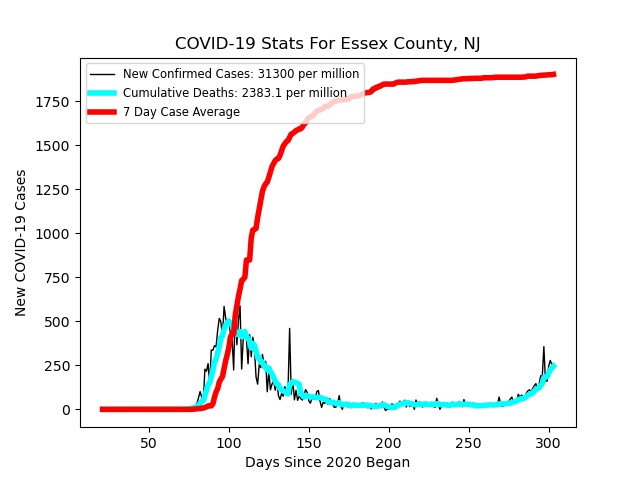 COVID-19 Stats For Essex County, NJ
New Confirmed Cases: 31300 per million
Cumulative Deaths: 2383.1 per million
7 Day Case Average
New COVID-19 Cases
1750
1500
1250
1000
750
500
250
0
50 100 150 200 250 300
Days Since 2020 Began